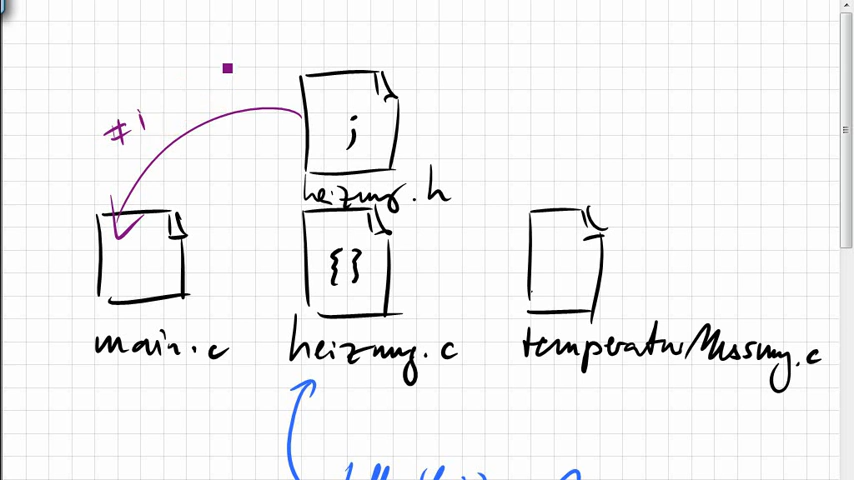 # i
;
heizung.h
{}
main.c
heizung.c
temperaturMessung.c